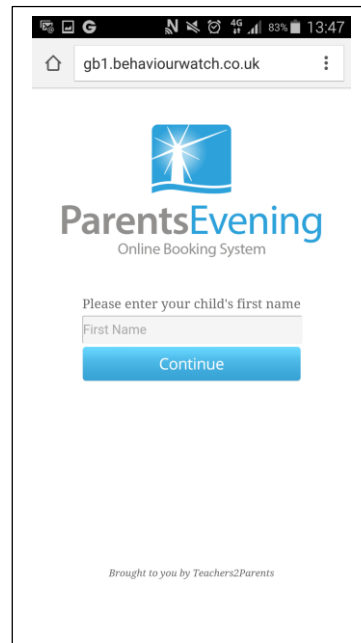 G 4G 83% 13:47
gb1.behaviourwatch.co.uk
ParentsEvening
Online Booking System
Please enter your child's first name
First Name
Continue
Brought to you by Teachers2Parents